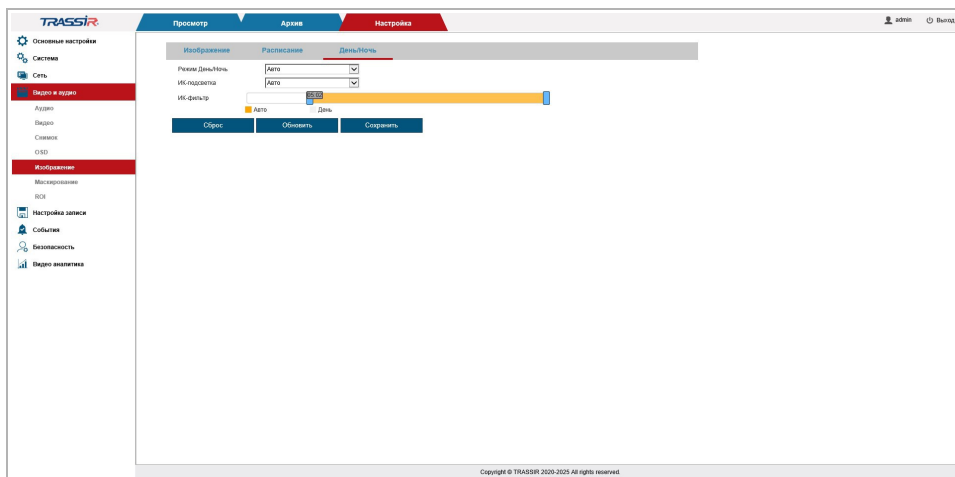 TRASSIR
Просмотр
Архив
Настройка
admin
Выход
Основные настройки
Система
Сеть
Видео и аудио
Аудио
Видео
Снимок
OSD
Изображение
Маскирование
ROI
Настройка записи
События
Безопасность
Видео аналитика
Изображение
Расписание
День/Ночь
Режим День/Ночь
Авто
ИК-подсветка
Авто
ИК-фильтр
05:02
Авто
День
Сброс
Обновить
Сохранить
Copyright © TRASSIR 2020-2025 All rights reserved.